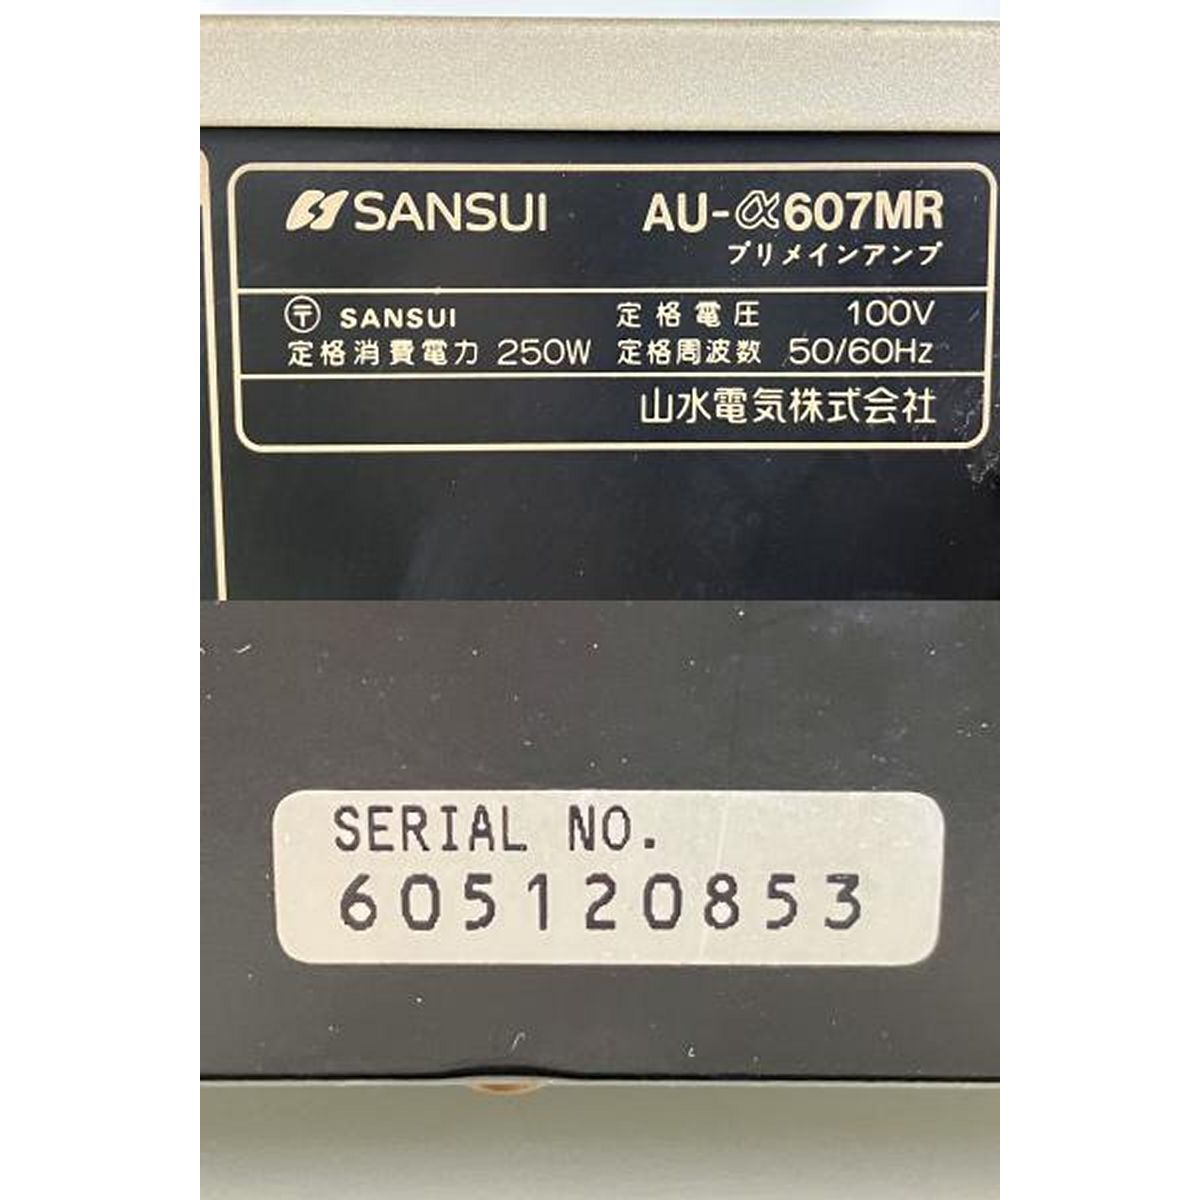 SANSUI AU-α607MR
プリメインアンプ
〒 SANSUI 定格電圧 100V
定格消費電力 250W 定格周波数 50/60Hz
山水電気株式会社
SERIAL NO.
605120853